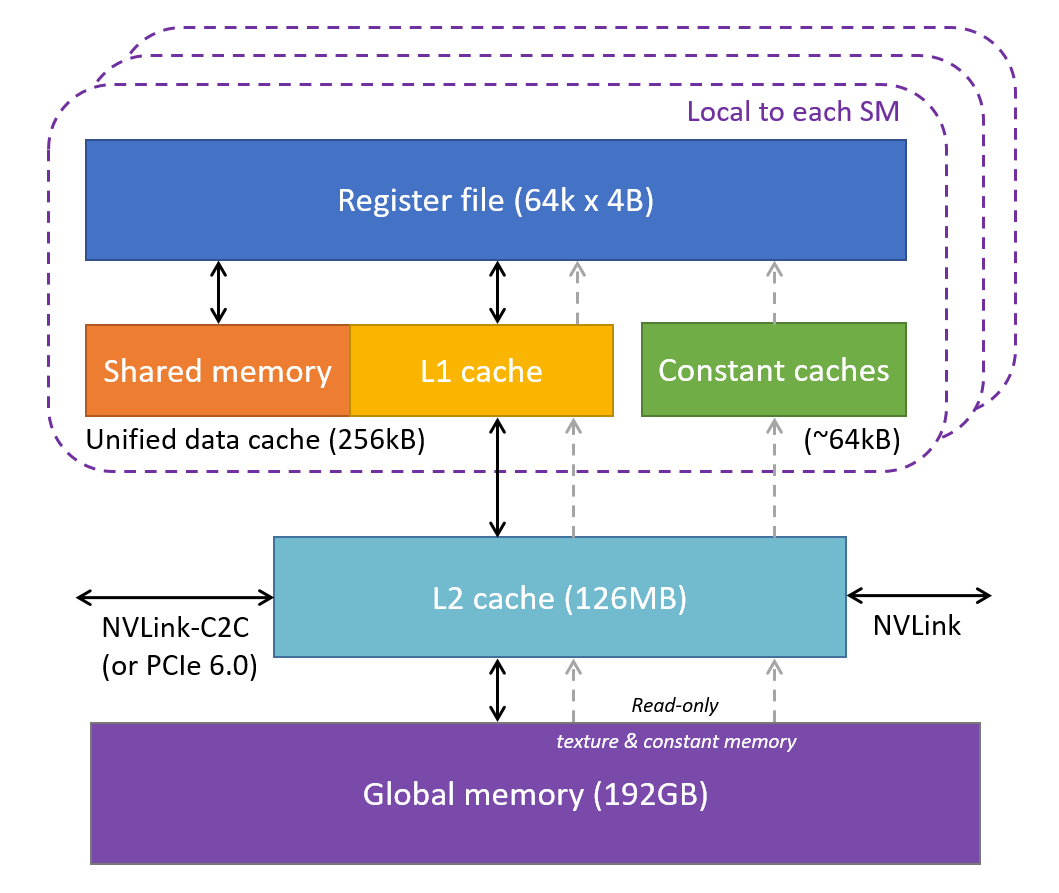 Local to each SM
Register file (64k x 4B)
Shared memory
L1 cache
Constant caches
Unified data cache (256kB)
(~64kB)
L2 cache (126MB)
NVLink-C2C
(or PCIe 6.0)
NVLink
Read-only
texture & constant memory
Global memory (192GB)